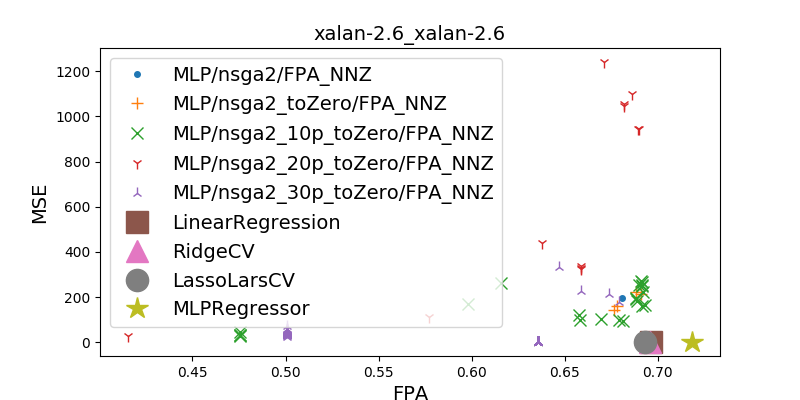 xalan-2.6_xalan-2.6
MSE
1200
1000
800
600
400
200
0
MLP/nsga2/FPA_NNZ
MLP/nsga2_toZero/FPA_NNZ
MLP/nsga2_10p_toZero/FPA_NNZ
MLP/nsga2_20p_toZero/FPA_NNZ
MLP/nsga2_30p_toZero/FPA_NNZ
LinearRegression
RidgeCV
LassoLarsCV
MLPRegressor
0.45 0.50 0.55 0.60 0.65 0.70
FPA